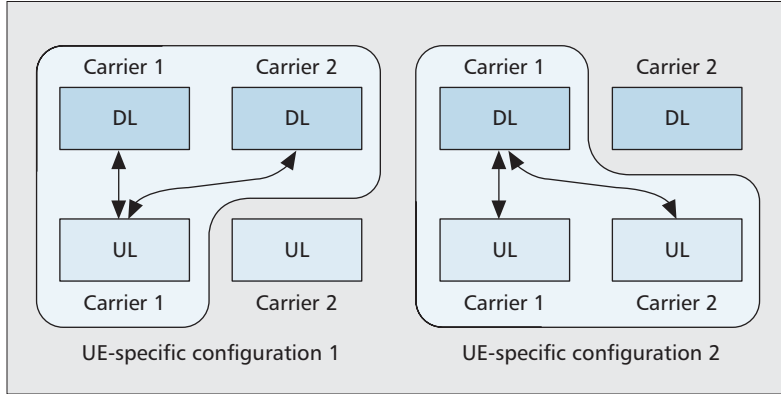 Carrier 1 Carrier 2 Carrier 1 Carrier 2
DL DL DL DL
UL UL UL UL
Carrier 1 Carrier 2 Carrier 1 Carrier 2
UE-specific configuration 1 UE-specific configuration 2